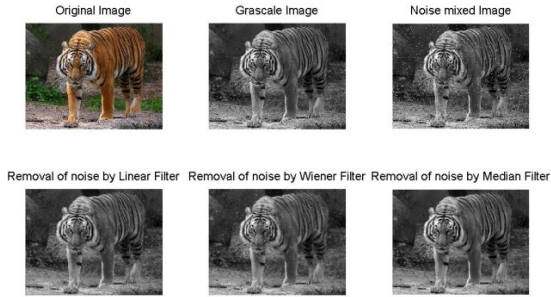 Original Image
Grascale Image
Noise mixed Image
Removal of noise by Linear Filter
Removal of noise by Wiener Filter
Removal of noise by Median Filter